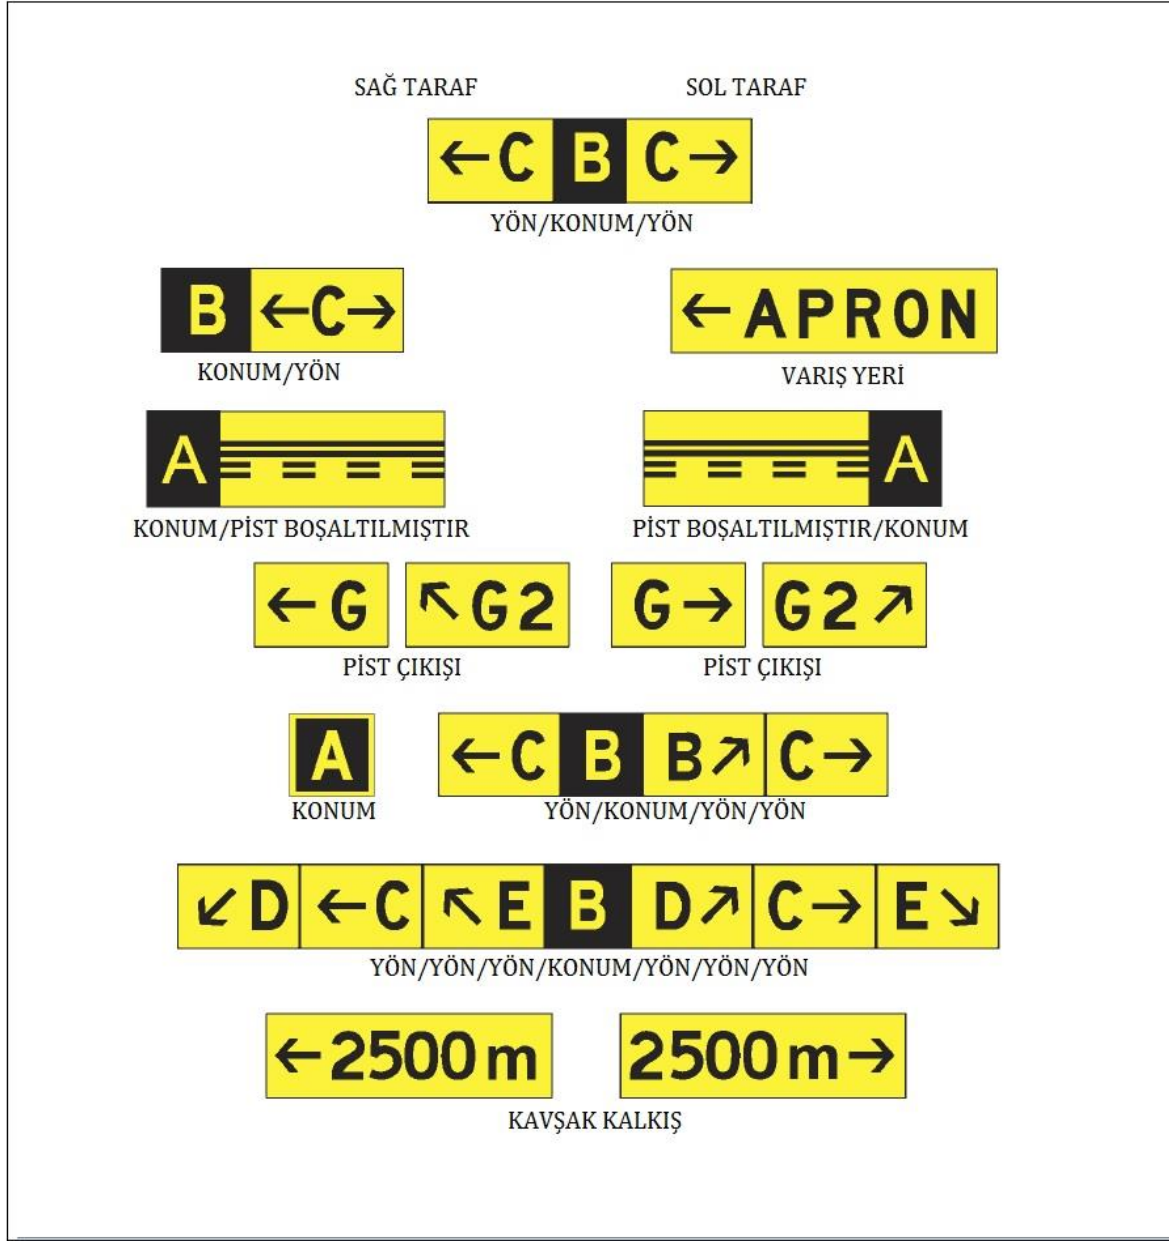 SAĞ TARAF SOL TARAF
←C B C→
YÖN/KONUM/YÖN
B ←C→ ←APRON
KONUM/YÖN VARIŞ YERİ
A A
KONUM/PİST BOŞALTILMIŞTIR PİST BOŞALTILMIŞTIR/KONUM
←G ↖G2 G→ G2↗
PİST ÇIKIŞI PİST ÇIKIŞI
A ←C B B↗ C→
KONUM YÖN/KONUM/YÖN/YÖN
↙D ←C ↖E B D↗ C→ E↘
YÖN/YÖN/YÖN/KONUM/YÖN/YÖN/YÖN
←2500m 2500m→
KAVŞAK KALKIŞ